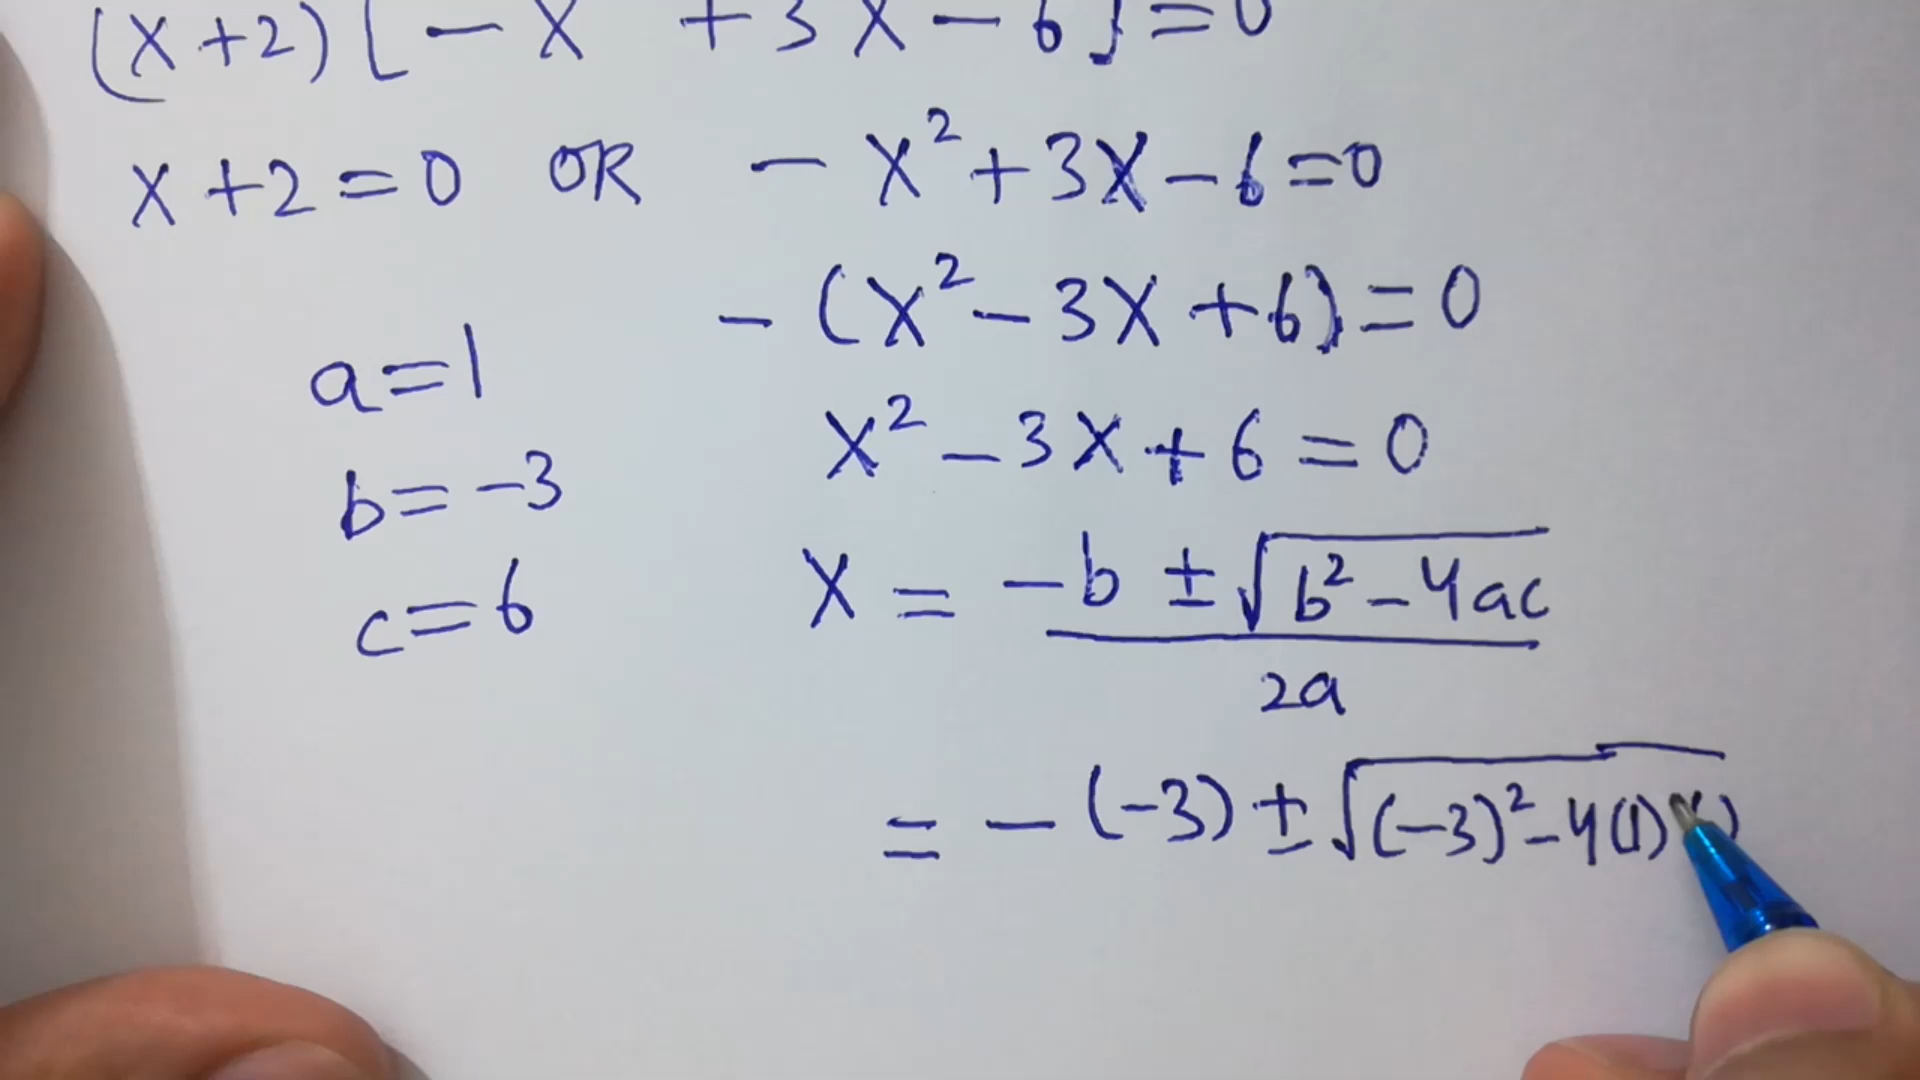 (x+2)[-x +3x-6]=0
x+2=0 OR -x²+3x-6=0
-(x²-3x+6)=0
a=1
x²-3x+6=0
b=-3
c=6
x = -b ± √b²-4ac
2a
= -(-3) ± √(-3)²-4(1)( )